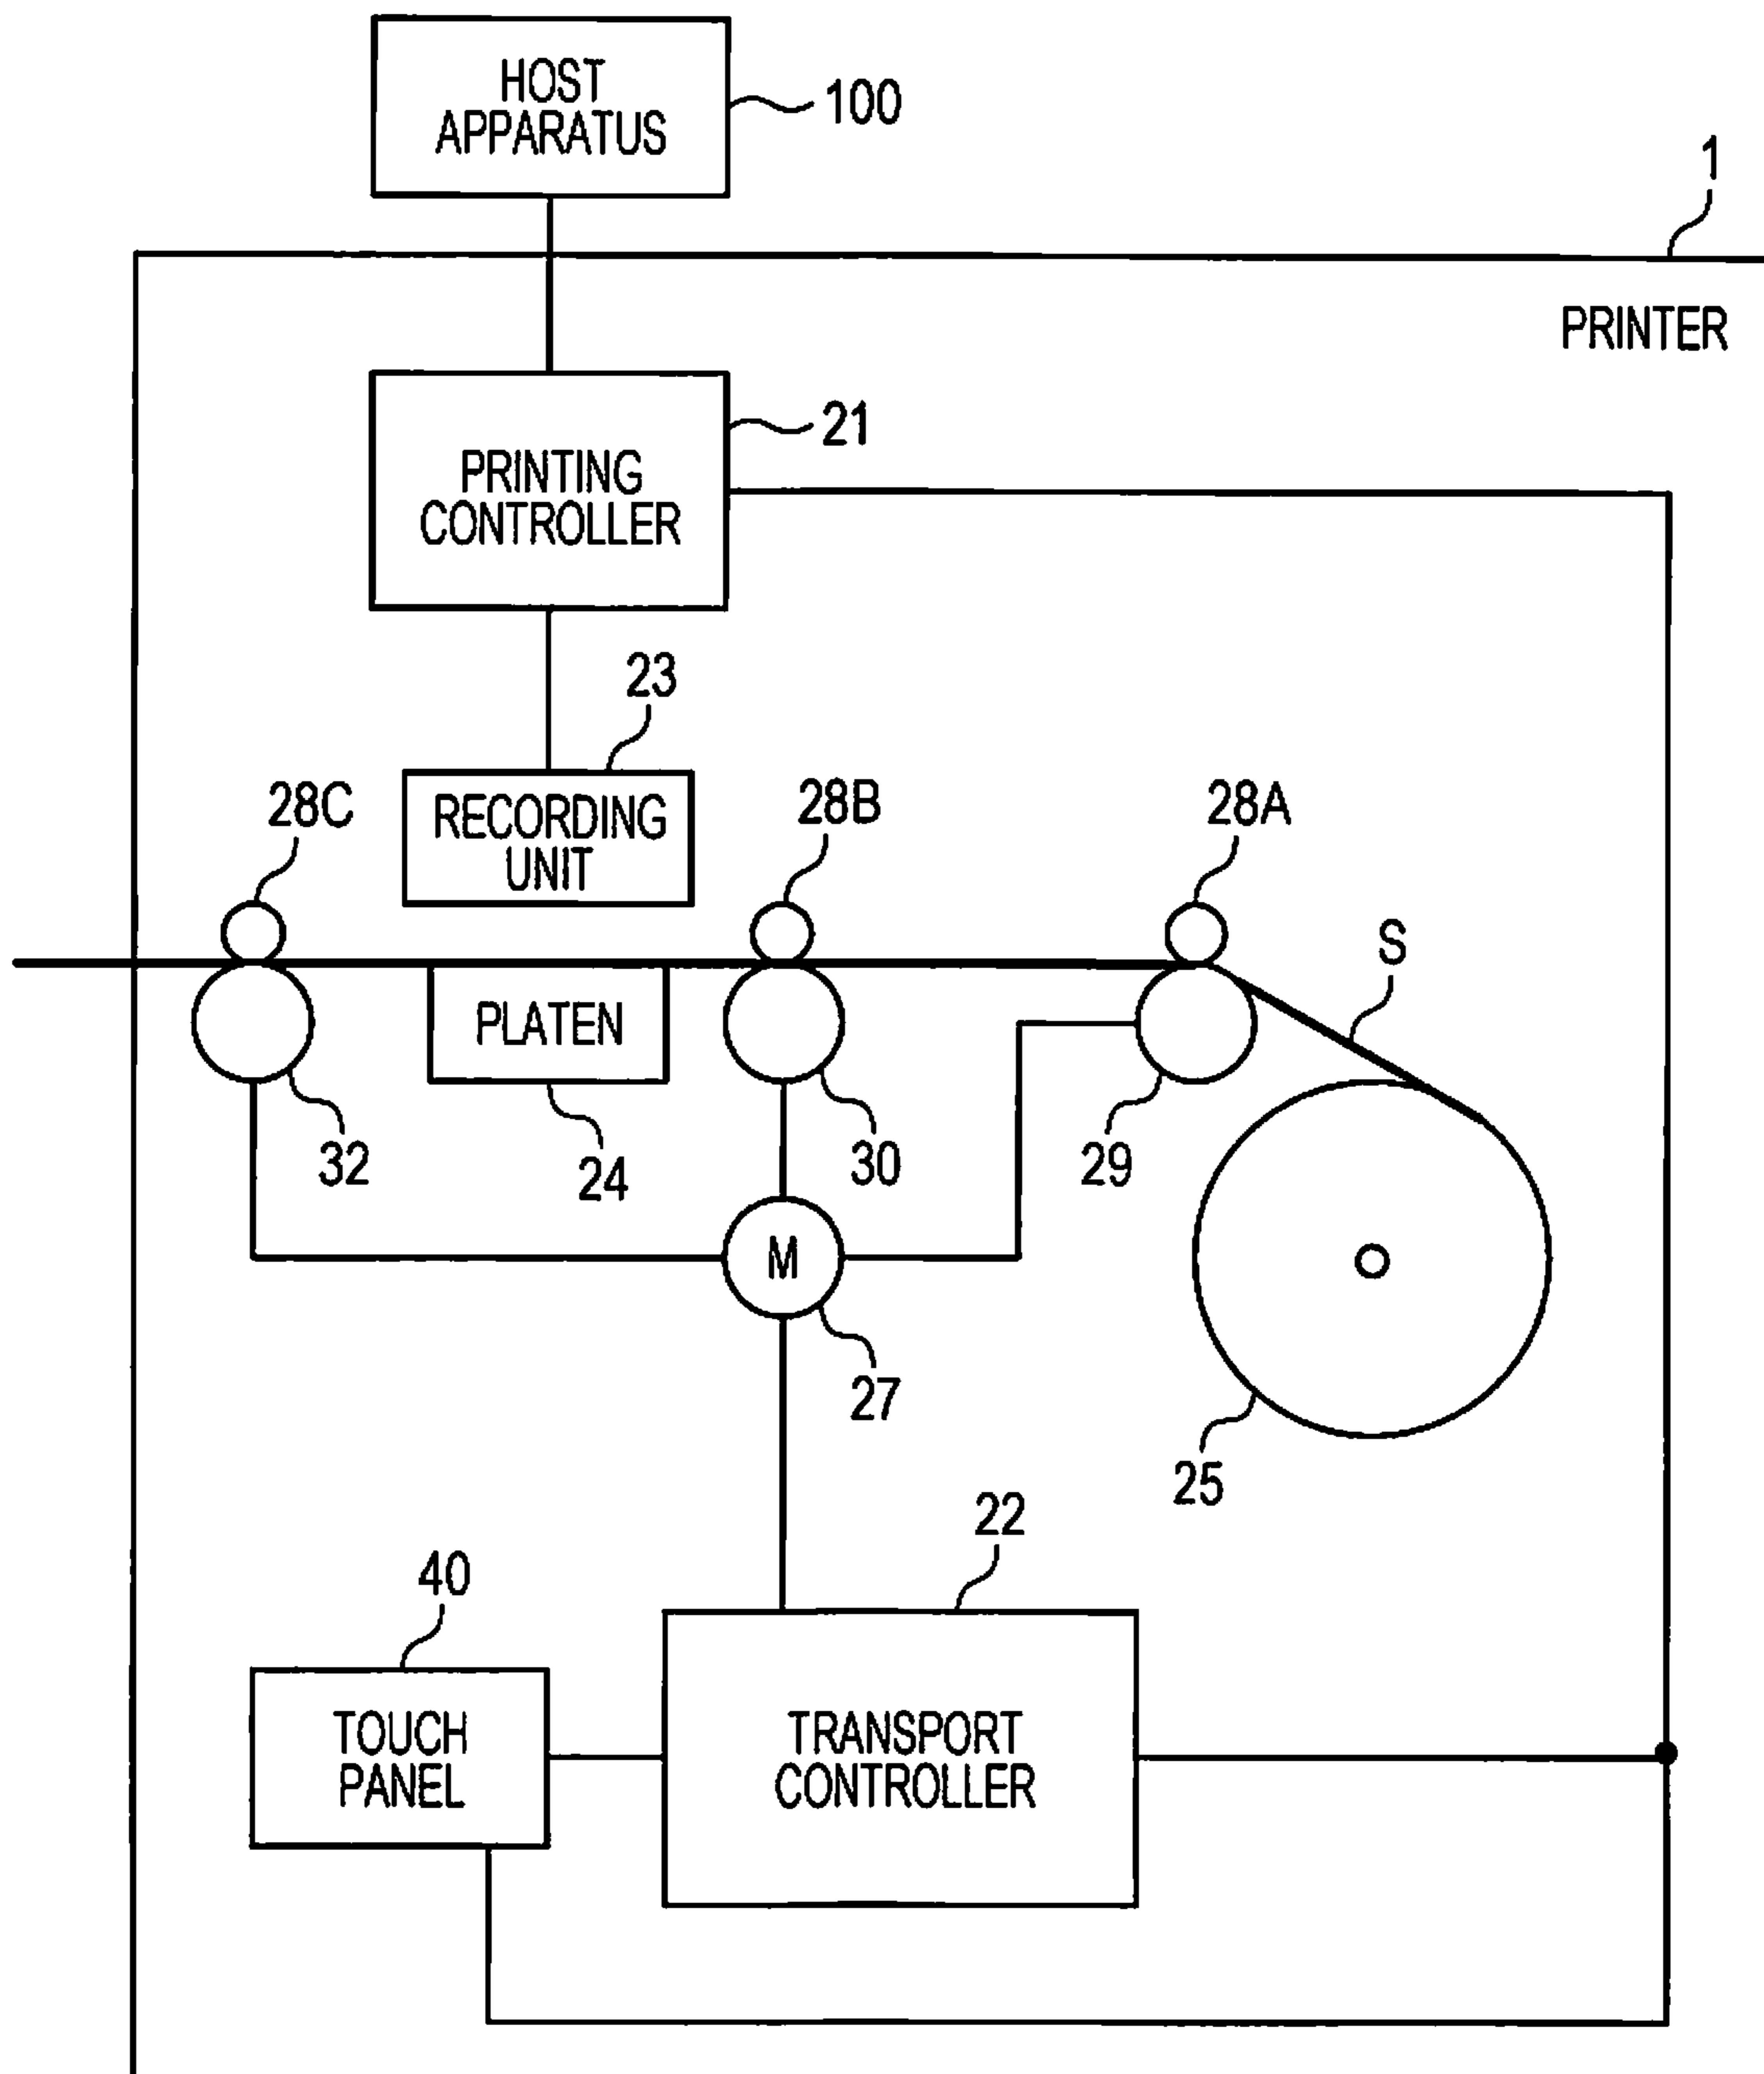 HOST
APPARATUS
100
1
PRINTER
21
PRINTING
CONTROLLER
23
28C
RECORDING
UNIT
28B
28A
S
PLATEN
32
24
30
29
M
27
25
22
40
TOUCH
PANEL
TRANSPORT
CONTROLLER